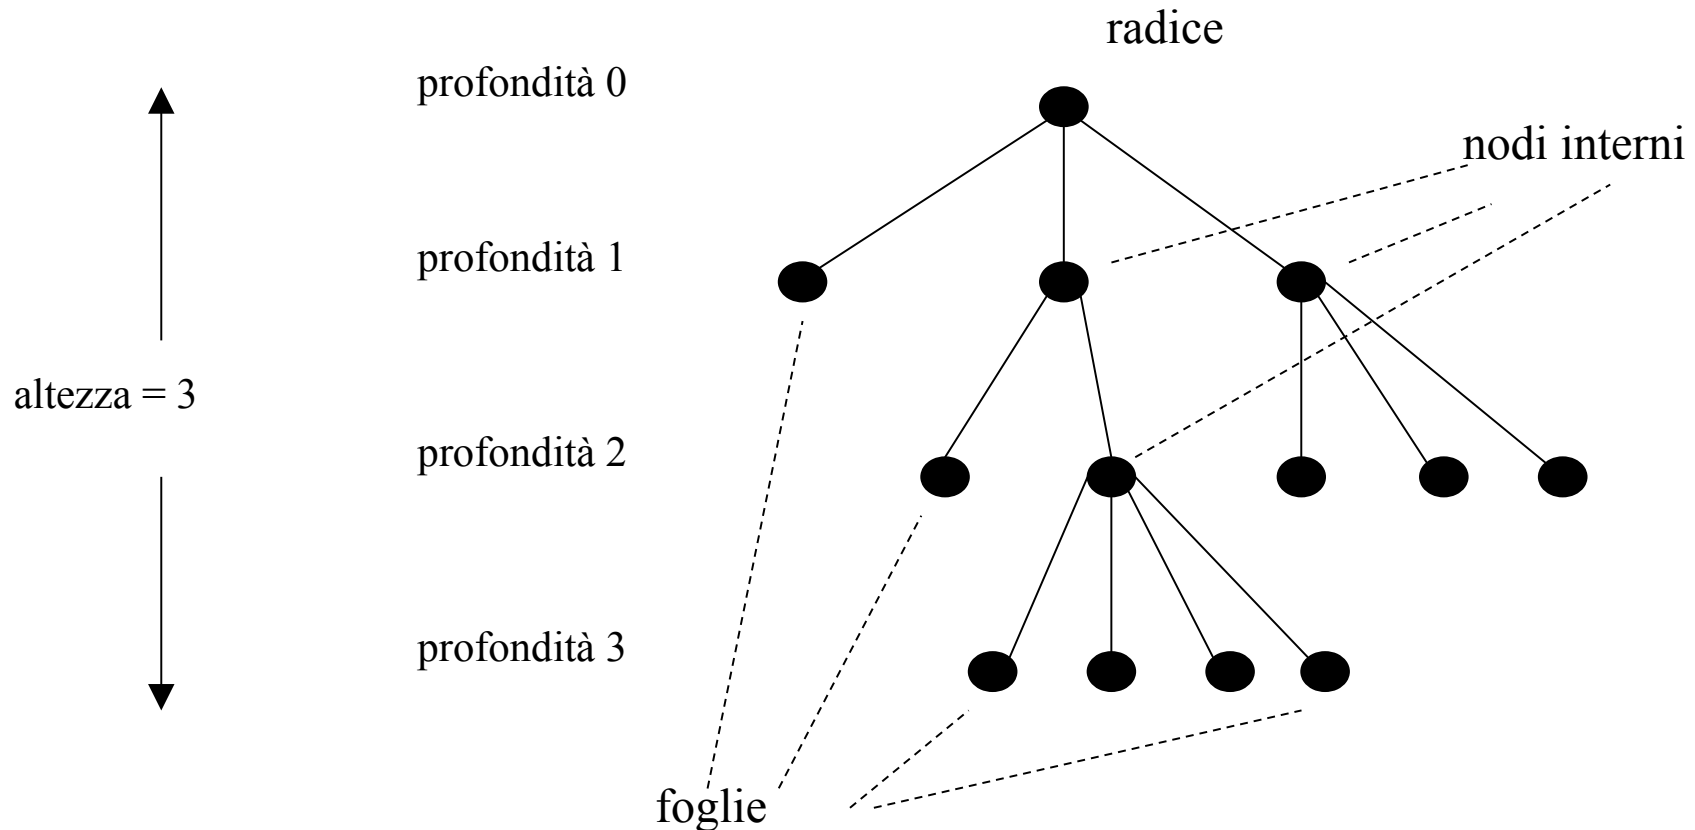 radice
profondità 0
nodi interni
profondità 1
altezza = 3
profondità 2
profondità 3
foglie